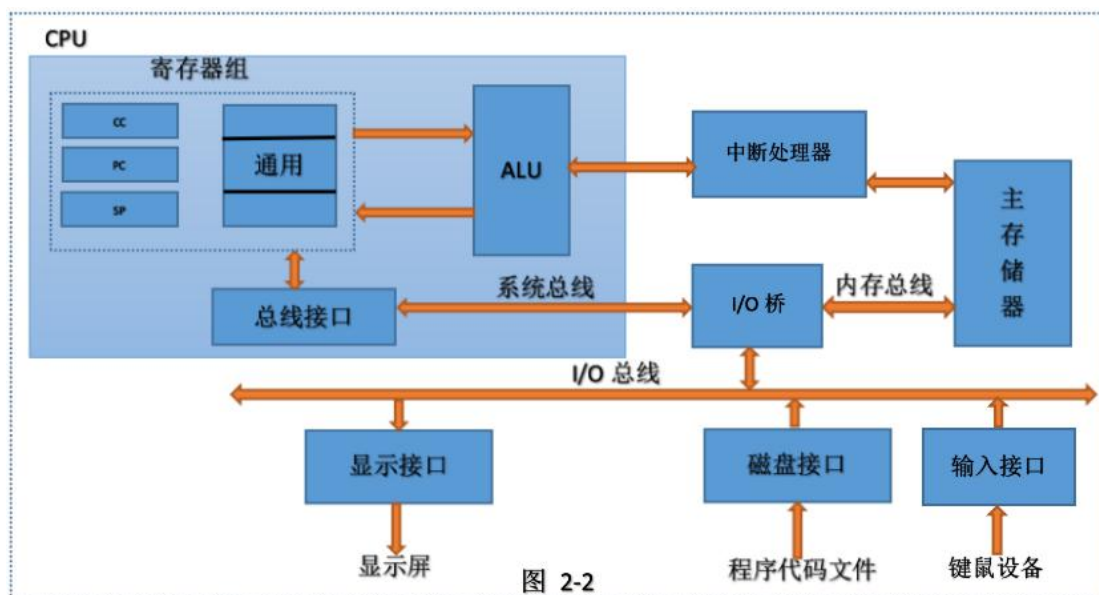 CPU
寄存器组
CC
PC
SP
通用
ALU
中断处理器
主存储器
总线接口
系统总线
I/O 桥
内存总线
I/O 总线
显示接口
磁盘接口
输入接口
显示屏
程序代码文件
键鼠设备
图 2-2